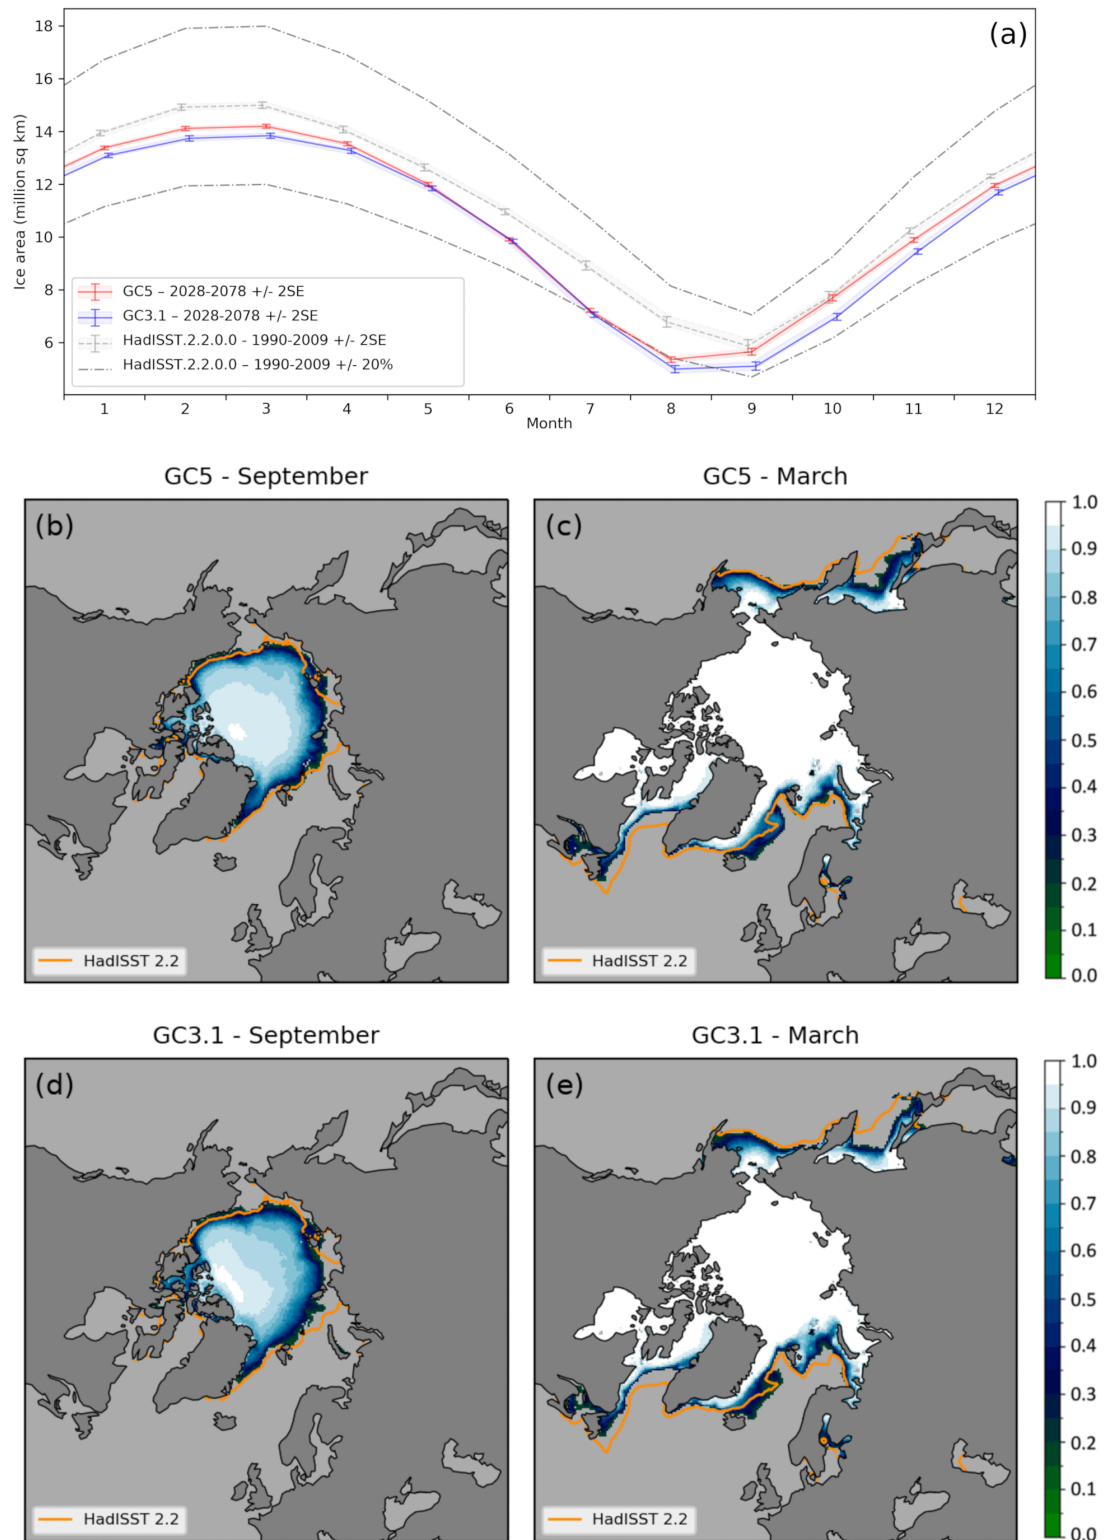 (a)
18
16
14
12
10
8
6
Ice area (million sq km)
GC5 – 2028-2078 +/- 2SE
GC3.1 – 2028-2078 +/- 2SE
HadISST.2.2.0.0 - 1990-2009 +/- 2SE
HadISST.2.2.0.0 – 1990-2009 +/- 20%
1 2 3 4 5 6 7 8 9 10 11 12
Month
GC5 - September
(b)
HadISST 2.2
GC5 - March
(c)
HadISST 2.2
1.0
0.9
0.8
0.7
0.6
0.5
0.4
0.3
0.2
0.1
0.0
GC3.1 - September
(d)
HadISST 2.2
GC3.1 - March
(e)
HadISST 2.2
1.0
0.9
0.8
0.7
0.6
0.5
0.4
0.3
0.2
0.1
0.0